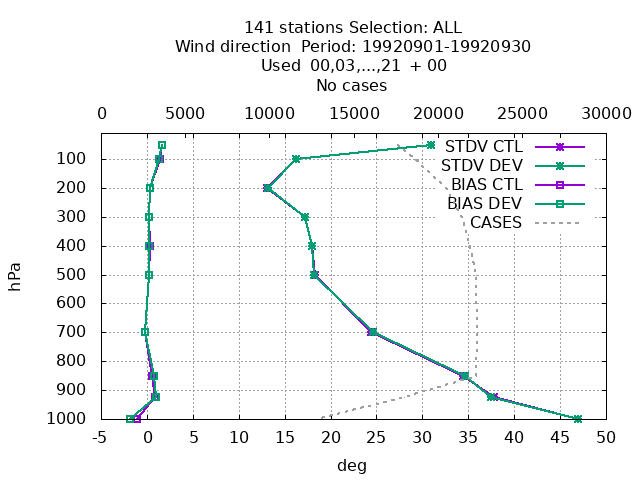 141 stations Selection: ALL
Wind direction  Period: 19920901-19920930
Used  00,03,...,21  + 00
No cases
0 5000 10000 15000 20000 25000 30000
STDV CTL
STDV DEV
BIAS CTL
BIAS DEV
CASES
100
200
300
400
500
600
700
800
900
1000
hPa
-5 0 5 10 15 20 25 30 35 40 45 50
deg